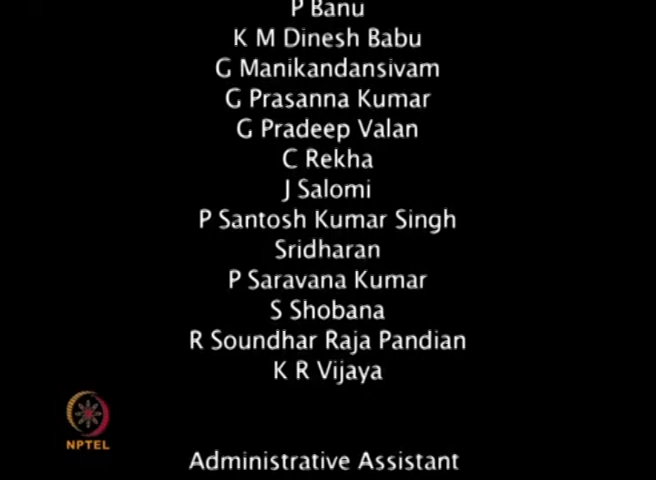 P Banu
K M Dinesh Babu
G Manikandansivam
G Prasanna Kumar
G Pradeep Valan
C Rekha
J Salomi
P Santosh Kumar Singh
Sridharan
P Saravana Kumar
S Shobana
R Soundhar Raja Pandian
K R Vijaya
NPTEL
Administrative Assistant